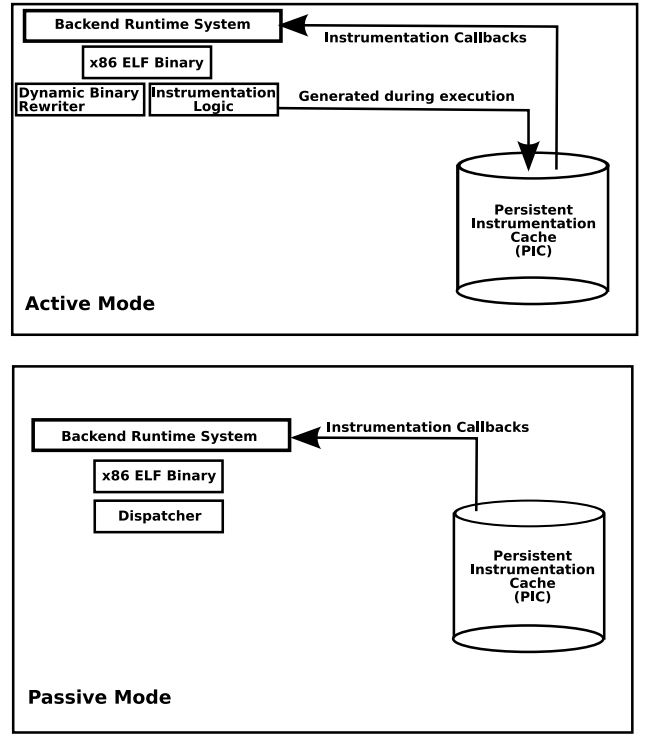 Backend Runtime System
Instrumentation Callbacks
x86 ELF Binary
Dynamic Binary
Rewriter
Instrumentation
Logic
Generated during execution
Persistent
Instrumentation
Cache
(PIC)
Active Mode
Instrumentation Callbacks
Backend Runtime System
x86 ELF Binary
Dispatcher
Persistent
Instrumentation
Cache
(PIC)
Passive Mode